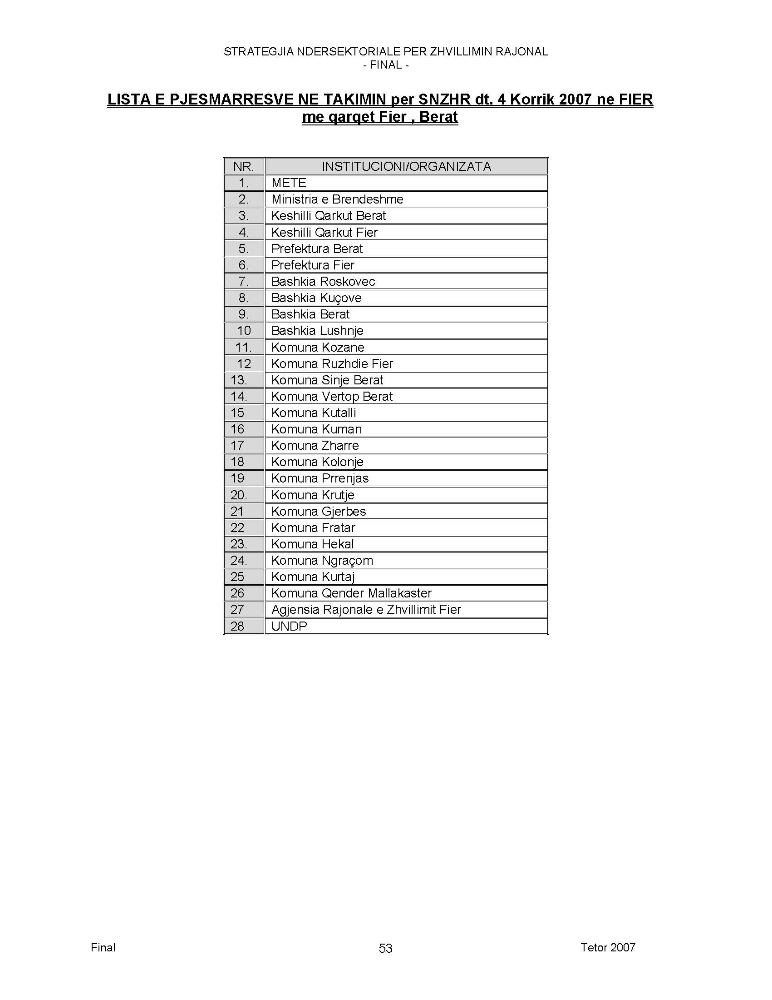 STRATEGJIA NDERSEKTORIALE PER ZHVILLIMIN RAJONAL
- FINAL -
LISTA E PJESMARRESVE NE TAKIMIN per SNZHR dt. 4 Korrik 2007 ne FIER
me qarqet Fier , Berat
NR. INSTITUCIONI/ORGANIZATA
1. METE
2. Ministria e Brendeshme
3. Keshilli Qarkut Berat
4. Keshilli Qarkut Fier
5. Prefektura Berat
6. Prefektura Fier
7. Bashkia Roskovec
8. Bashkia Kuçove
9. Bashkia Berat
10 Bashkia Lushnje
11. Komuna Kozane
12 Komuna Ruzhdie Fier
13. Komuna Sinje Berat
14. Komuna Vertop Berat
15 Komuna Kutalli
16 Komuna Kuman
17 Komuna Zharre
18 Komuna Kolonje
19 Komuna Prrenjas
20. Komuna Krutje
21 Komuna Gjerbes
22 Komuna Fratar
23. Komuna Hekal
24. Komuna Ngraçom
25 Komuna Kurtaj
26 Komuna Qender Mallakaster
27 Agjensia Rajonale e Zhvillimit Fier
28 UNDP
Final 53 Tetor 2007